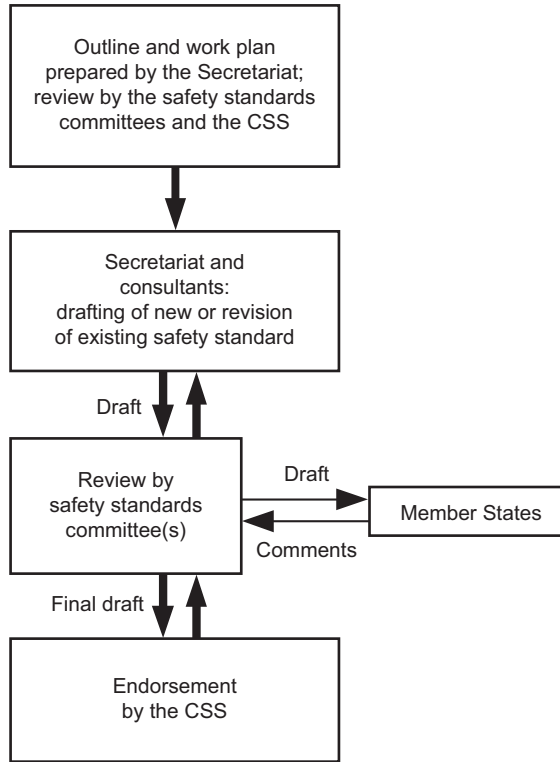 Outline and work plan
prepared by the Secretariat;
review by the safety standards
committees and the CSS
Secretariat and
consultants:
drafting of new or revision
of existing safety standard
Draft
Review by
safety standards
committee(s)
Draft
Member States
Comments
Final draft
Endorsement
by the CSS